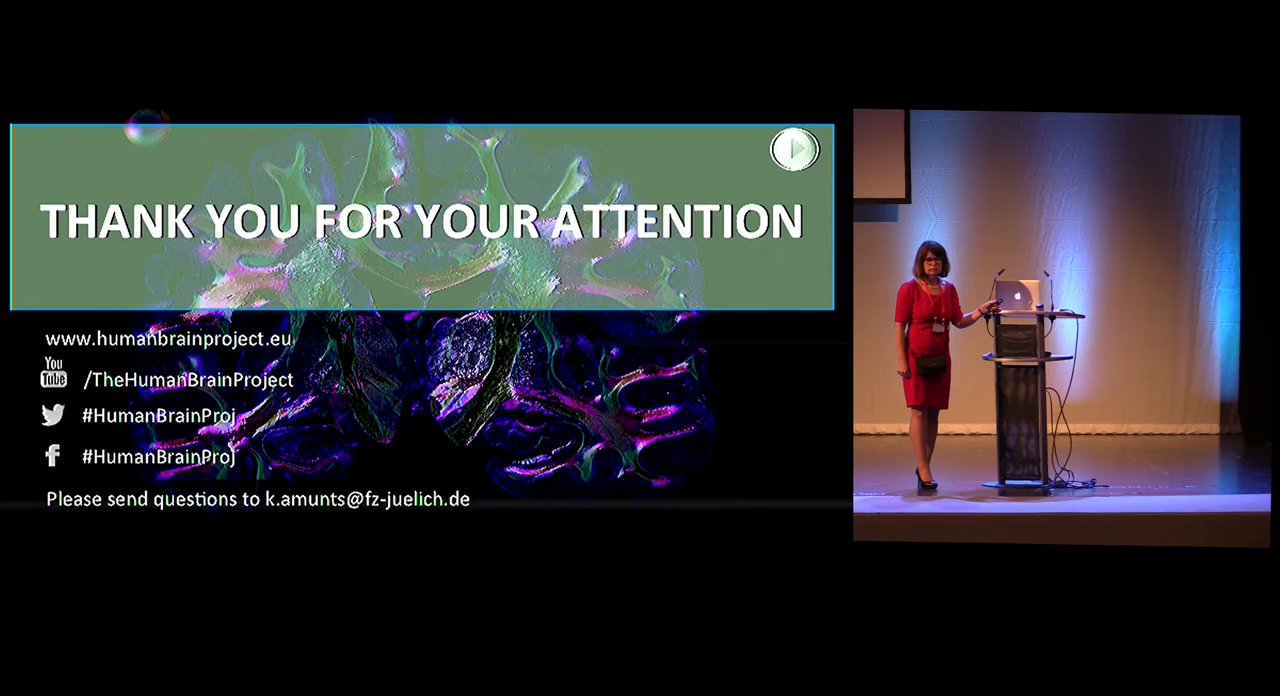 THANK YOU FOR YOUR ATTENTION
www.humanbrainproject.eu
You
Tube /TheHumanBrainProject
#HumanBrainProj
f #HumanBrainProj
Please send questions to k.amunts@fz-juelich.de